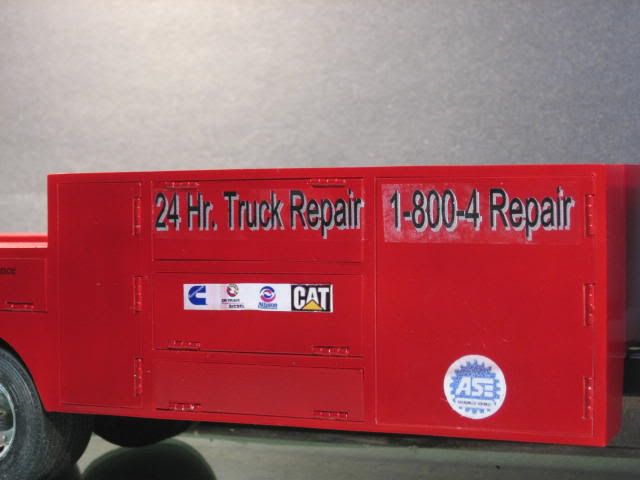 24 Hr. Truck Repair
1-800-4 Repair
CAT
ASE